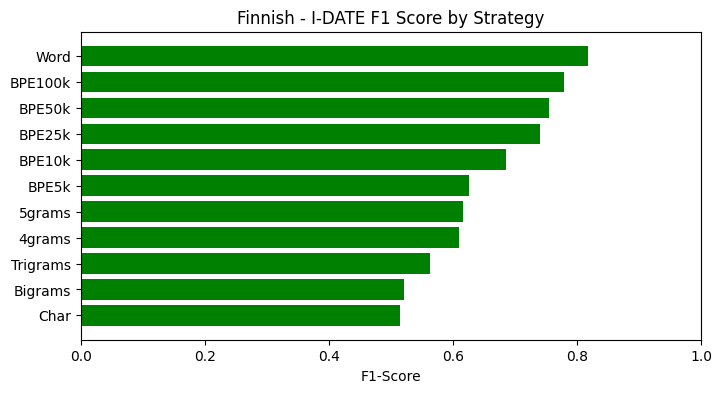 Finnish - I-DATE F1 Score by Strategy
Word
BPE100k
BPE50k
BPE25k
BPE10k
BPE5k
5grams
4grams
Trigrams
Bigrams
Char
0.0 0.2 0.4 0.6 0.8 1.0
F1-Score